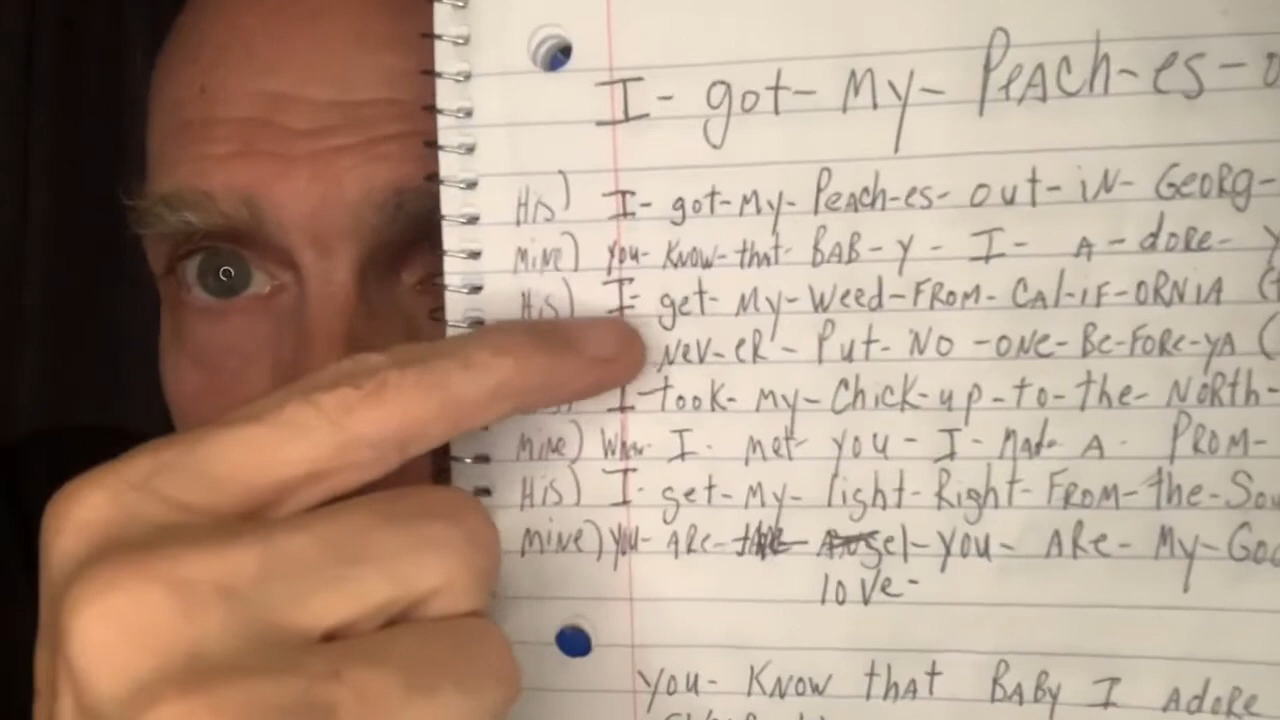 I- got- My- PEACH-es- o
His) I- got-My- Peach-es- out- iN- GeoRg-
mine) you- Know- that- BAB-Y- I- A- doRe- Y
His) I- get- My-Weed-FROM- CAl-iF-ORNiA (
Nev-eR- Put- NO -ONe- Be-FoRe-YA (
I-took- My- Chick-up-to-the- NoRth-
mine) When I- met- you- I- Made A- PRom-
His) I- get-My- light-Right-FRom-the-Sou
mine) you- ARe- you- ARe- My-God
love-
you- KNow thAT BABy I AdoRe